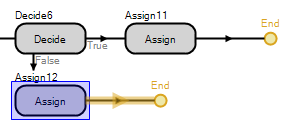 Decide6
Assign11
End
Decide
True
Assign
False
Assign12
End
Assign